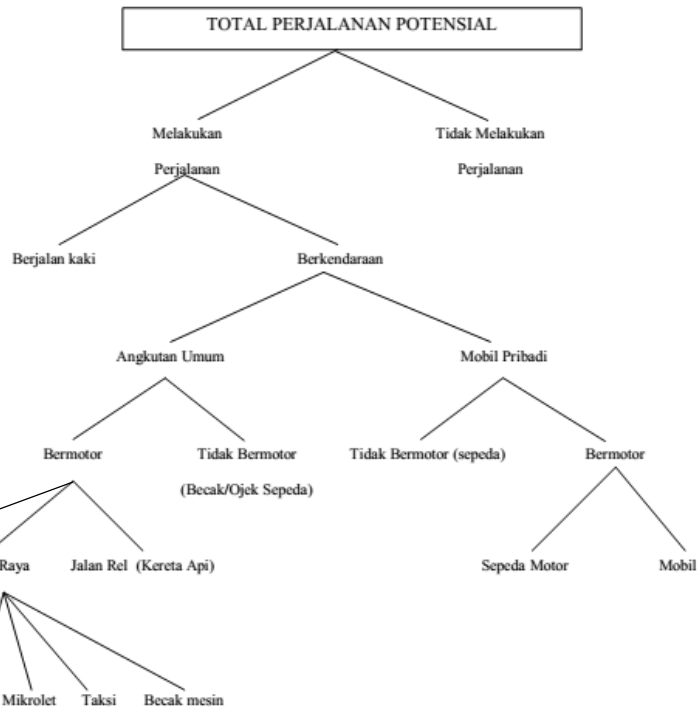 TOTAL PERJALANAN POTENSIAL
Melakukan
Perjalanan
Tidak Melakukan
Perjalanan
Berjalan kaki
Berkendaraan
Angkutan Umum
Mobil Pribadi
Bermotor
Tidak Bermotor
(Becak/Ojek Sepeda)
Tidak Bermotor (sepeda)
Bermotor
Raya
Jalan Rel (Kereta Api)
Sepeda Motor
Mobil
Mikrolet
Taksi
Becak mesin